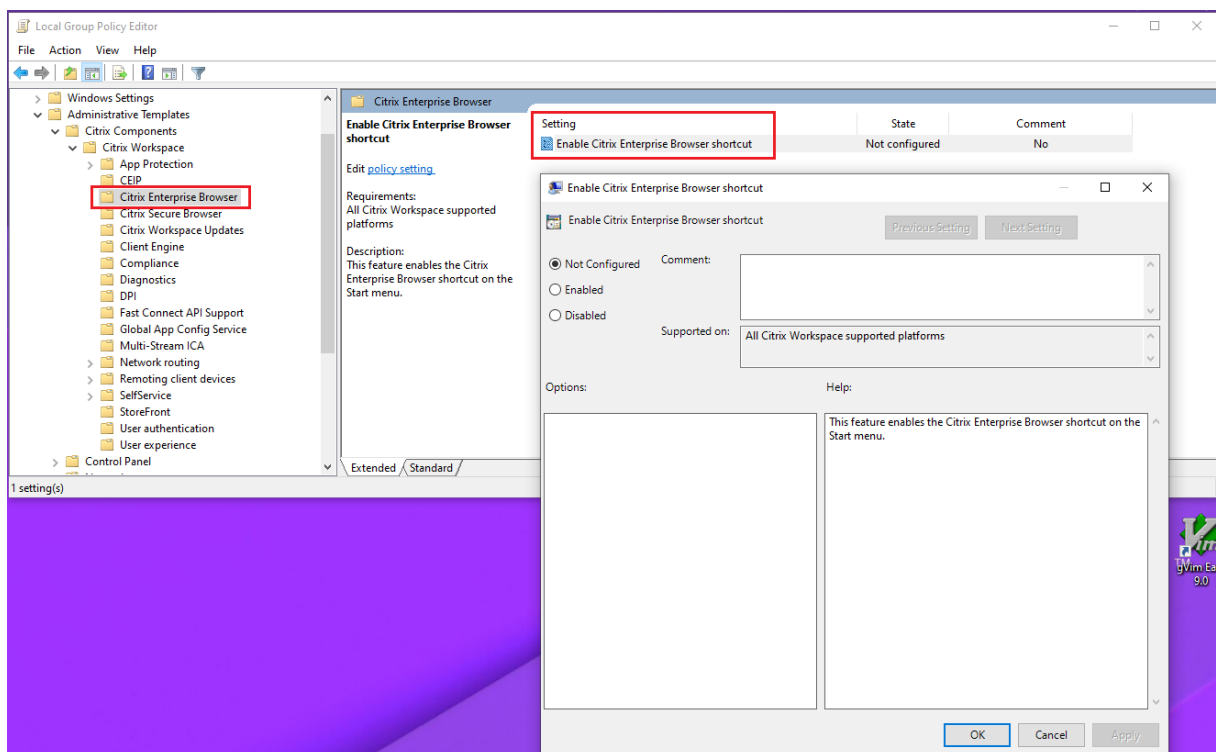 Local Group Policy Editor
File Action View Help
Windows Settings
Administrative Templates
Citrix Components
Citrix Workspace
App Protection
CEIP
Citrix Enterprise Browser
Citrix Secure Browser
Citrix Workspace Updates
Client Engine
Compliance
Diagnostics
DPI
Fast Connect API Support
Global App Config Service
Multi-Stream ICA
Network routing
Remoting client devices
SelfService
StoreFront
User authentication
User experience
Control Panel
1 setting(s)
Citrix Enterprise Browser
Enable Citrix Enterprise Browser
shortcut
Edit policy setting
Requirements:
All Citrix Workspace supported
platforms
Description:
This feature enables the Citrix
Enterprise Browser shortcut on the
Start menu.
Setting State Comment
Enable Citrix Enterprise Browser shortcut Not configured No
Extended Standard
Enable Citrix Enterprise Browser shortcut
Enable Citrix Enterprise Browser shortcut
Previous Setting Next Setting
Not Configured
Enabled
Disabled
Comment:
Supported on:
All Citrix Workspace supported platforms
Options:
Help:
This feature enables the Citrix Enterprise Browser shortcut on the
Start menu.
OK Cancel Apply
Vim
gVim Ea
9.0